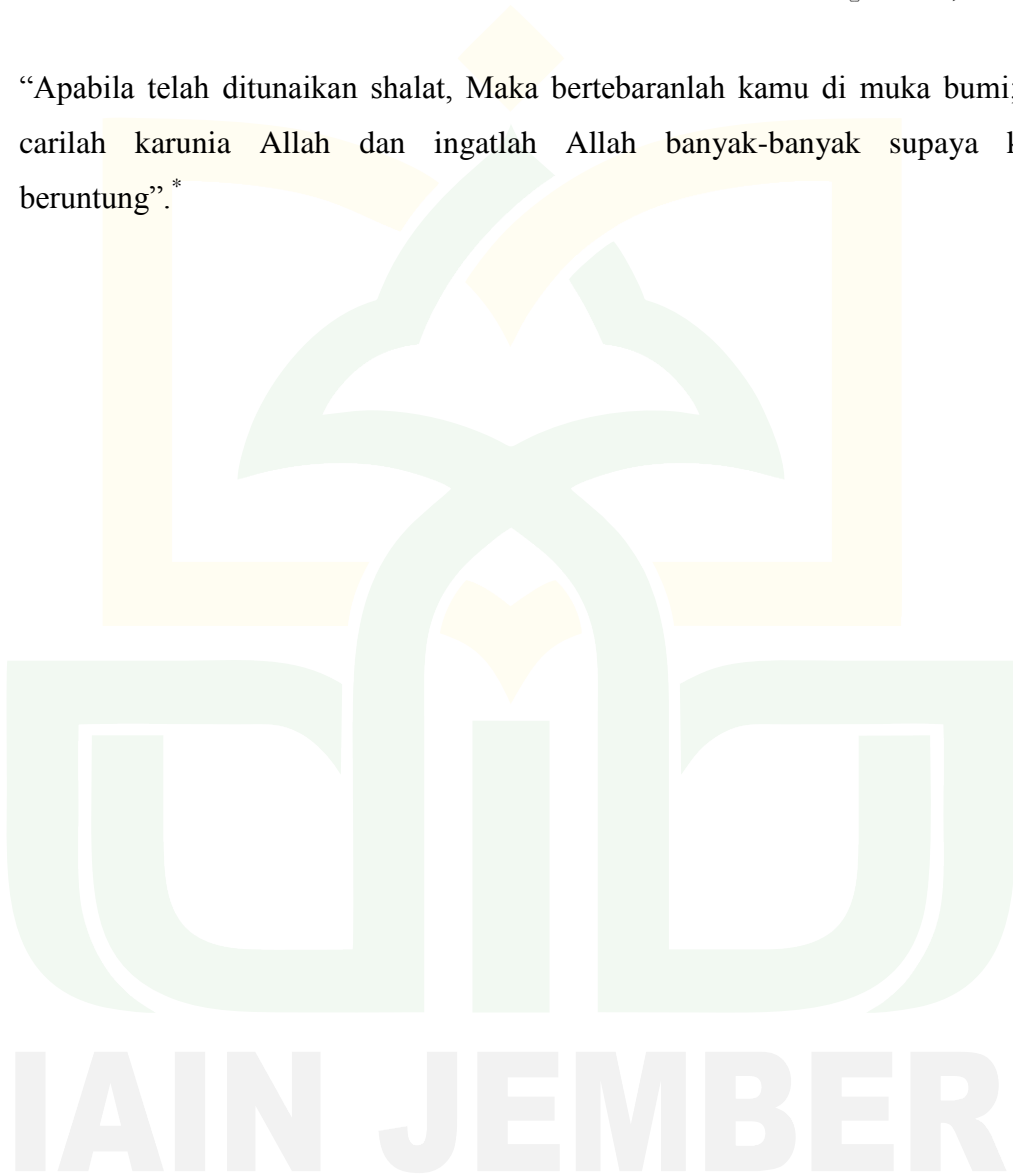 “Apabila telah ditunaikan shalat, Maka bertebaranlah kamu di muka bumi;
carilah karunia Allah dan ingatlah Allah banyak-banyak supaya
beruntung”.*
IAIN JEMBER